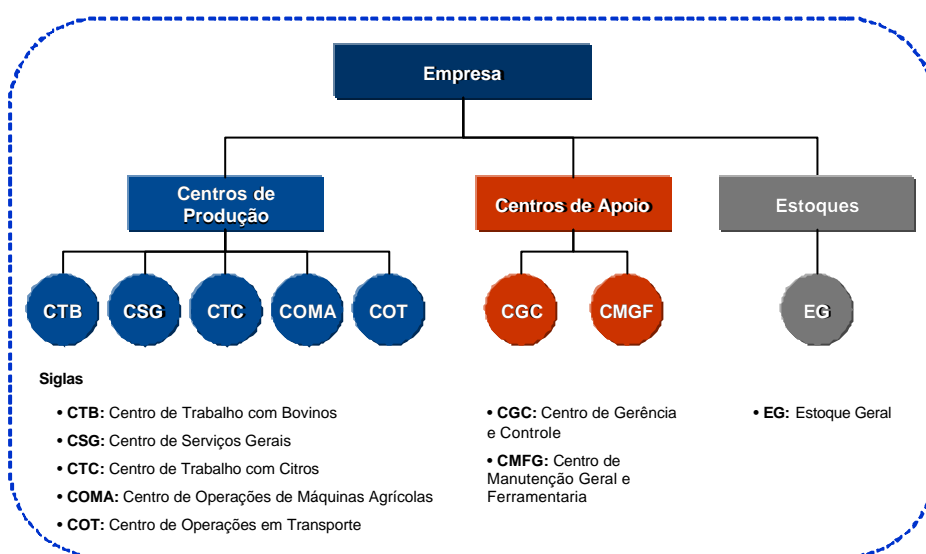 Empresa
Centros de
Produção
Centros de Apoio
Estoques
CTB
CSG
CTC
COMA
COT
CGC
CMGF
EG
Siglas
• CTB: Centro de Trabalho com Bovinos
• CSG: Centro de Serviços Gerais
• CTC: Centro de Trabalho com Citros
• COMA: Centro de Operações de Máquinas Agrícolas
• COT: Centro de Operações em Transporte
• CGC: Centro de Gerência
e Controle
• CMFG: Centro de
Manutenção Geral e
Ferramentaria
• EG: Estoque Geral